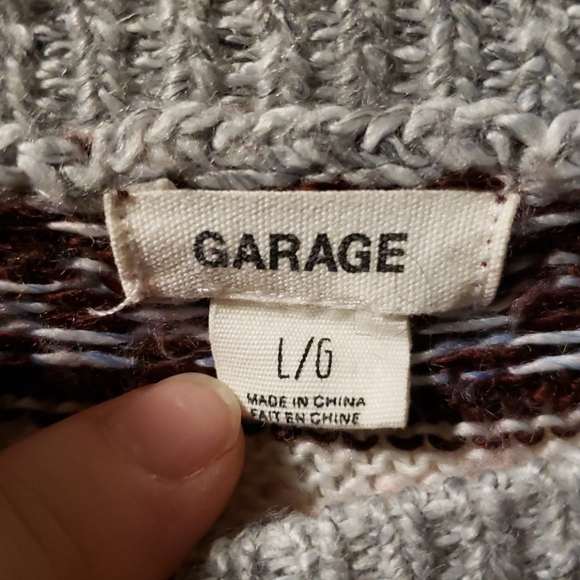 GARAGE
L/G
MADE IN CHINA
FAIT EN CHINE